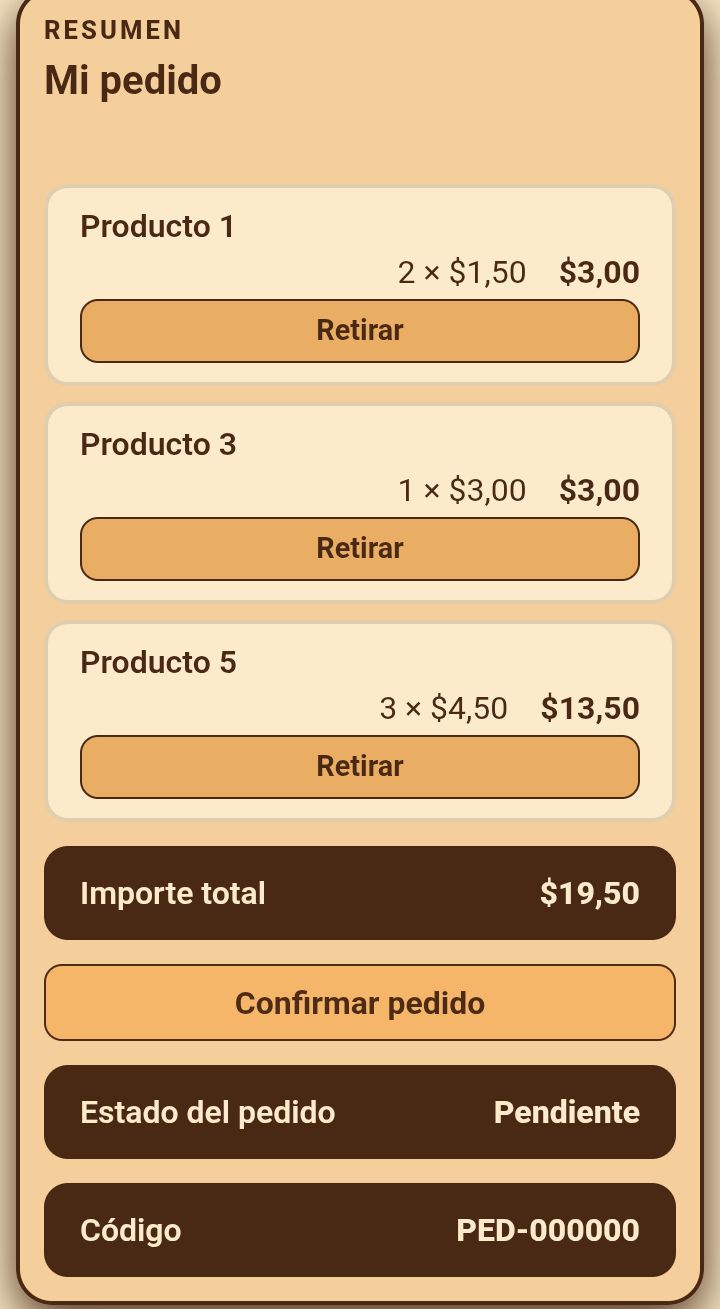 RESUMEN
Mi pedido
Producto 1
2 × $1,50 $3,00
Retirar
Producto 3
1 × $3,00 $3,00
Retirar
Producto 5
3 × $4,50 $13,50
Retirar
Importe total $19,50
Confirmar pedido
Estado del pedido Pendiente
Código PED-000000